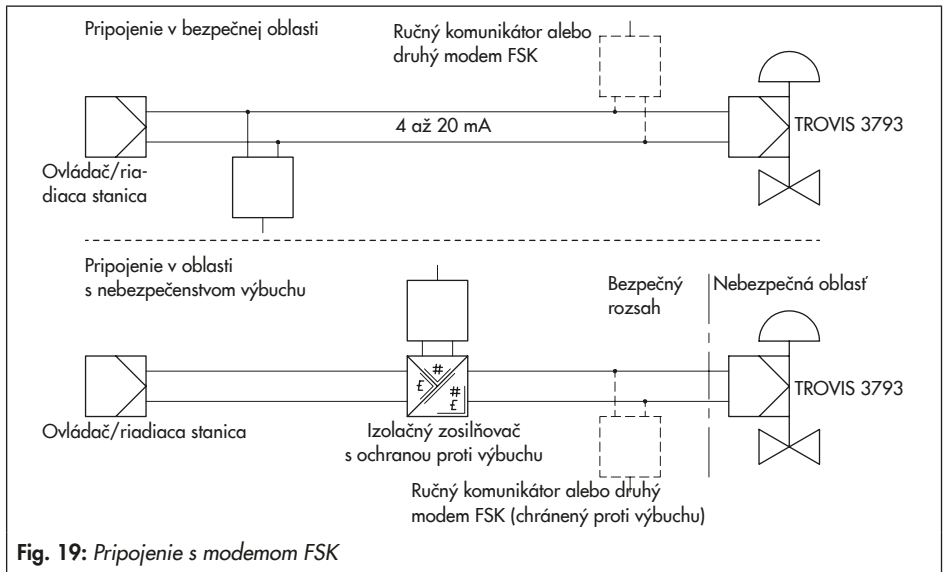 Pripojenie v bezpečnej oblasti
Ručný komunikátor alebo
druhý modem FSK
4 až 20 mA
TROVIS 3793
Ovládač/ria-
diaca stanica
Pripojenie v oblasti
s nebezpečenstvom výbuchu
Bezpečný
rozsah
Nebezpečná oblasť
#
£
#
£
TROVIS 3793
Ovládač/riadiaca stanica
Izolačný zosilňovač
s ochranou proti výbuchu
Ručný komunikátor alebo druhý
modem FSK (chránený proti výbuchu)
Fig. 19: Pripojenie s modemom FSK